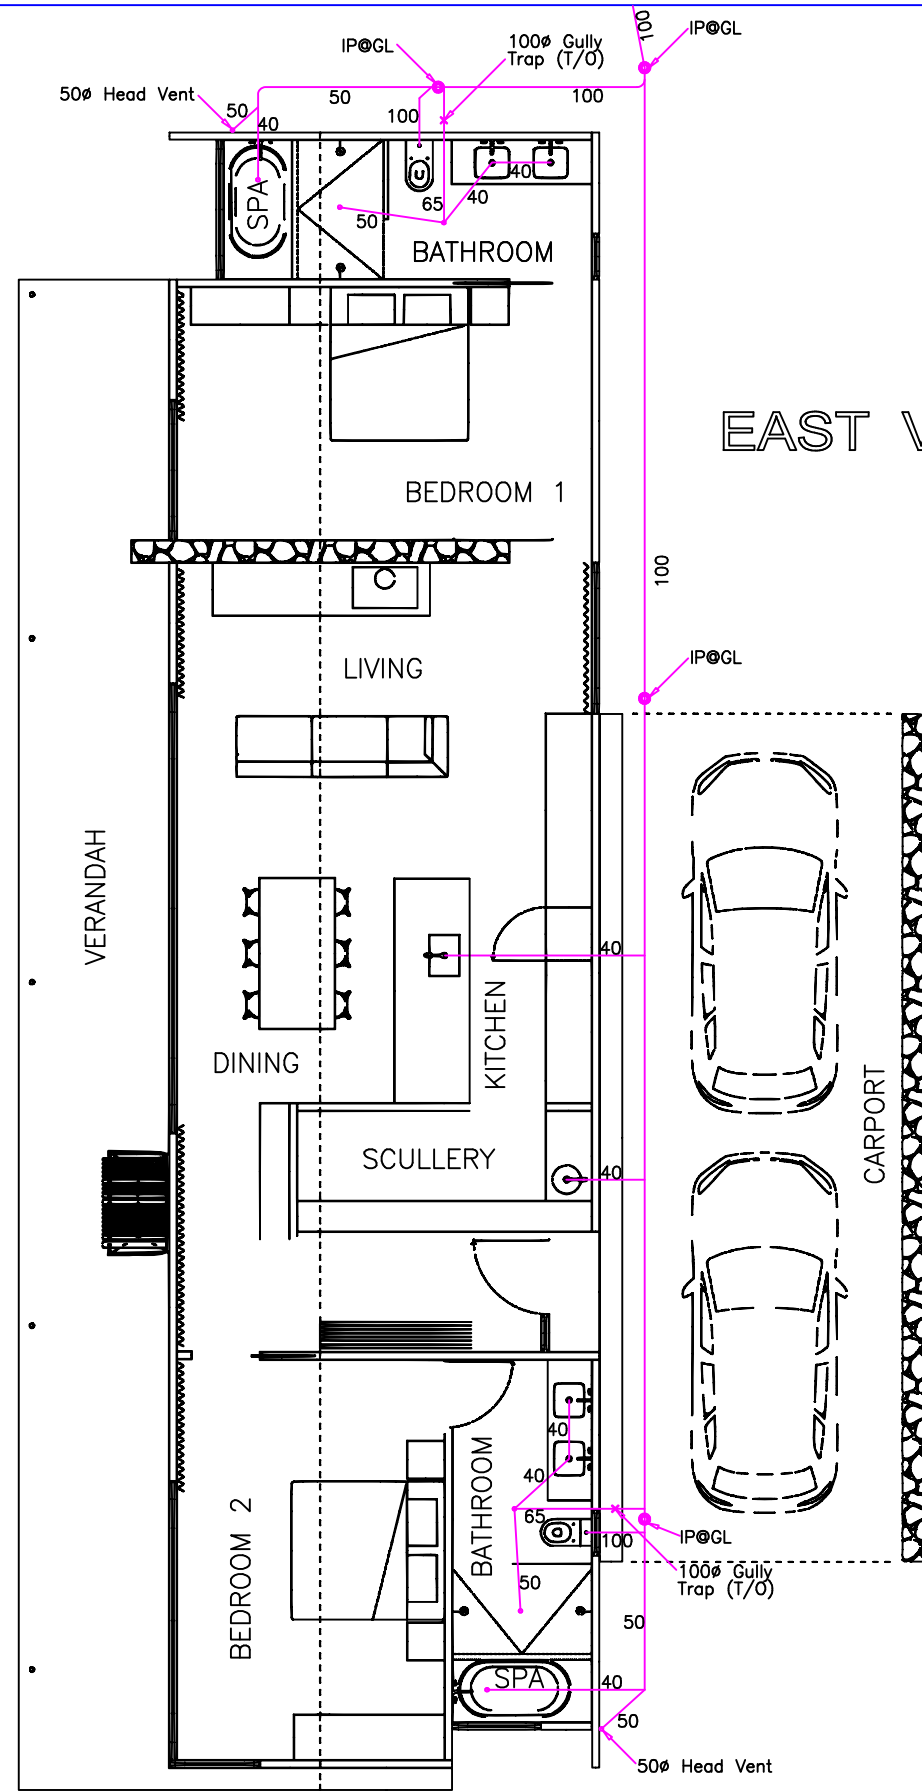 100
IP@GL
IP@GL
100ø Gully
Trap (T/O)
50ø Head Vent
50
100
50
40
100
SPA
40
40
65
50
BATHROOM
EAST
BEDROOM 1
100
LIVING
IP@GL
VERANDAH
40
KITCHEN
DINING
CARPORT
SCULLERY
40
40
BATHROOM
40
65
BEDROOM 2
100
IP@GL
100ø Gully
Trap (T/O)
50
50
SPA
40
50
50ø Head Vent